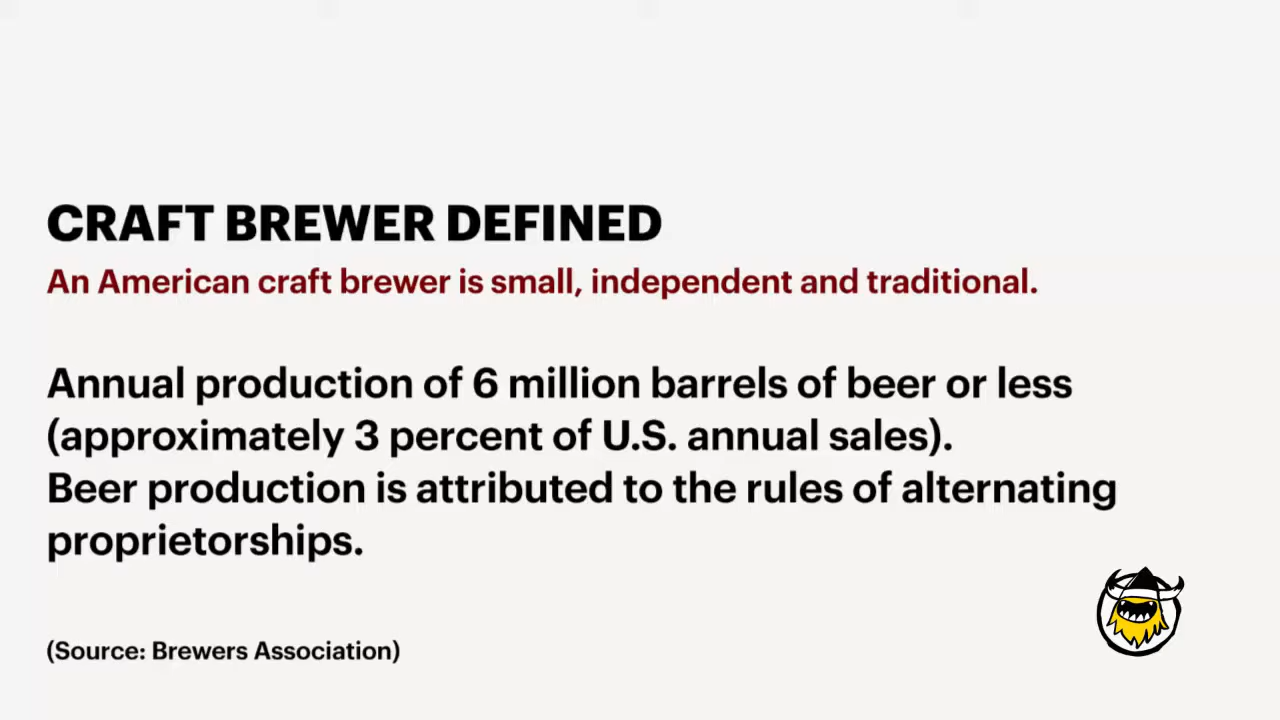 CRAFT BREWER DEFINED
An American craft brewer is small, independent and traditional.
Annual production of 6 million barrels of beer or less
(approximately 3 percent of U.S. annual sales).
Beer production is attributed to the rules of alternating
proprietorships.
(Source: Brewers Association)